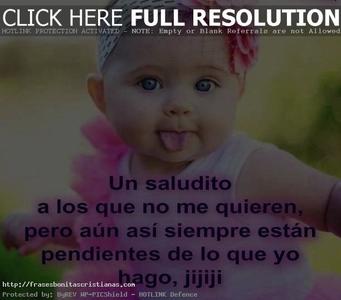 CLICK HERE FULL RESOLUTION
HOTLINK PROTECTION ACTIVATED - NOTE: Empty or Blank Referrals are not Allowed
Un saludito
a los que no me quieren,
pero aún así siempre están
pendientes de lo que yo
hago, jijiji
http://frasesbonitascristianas.com
Protected by: ByREV WP-PICShield - HOTLINK Defence